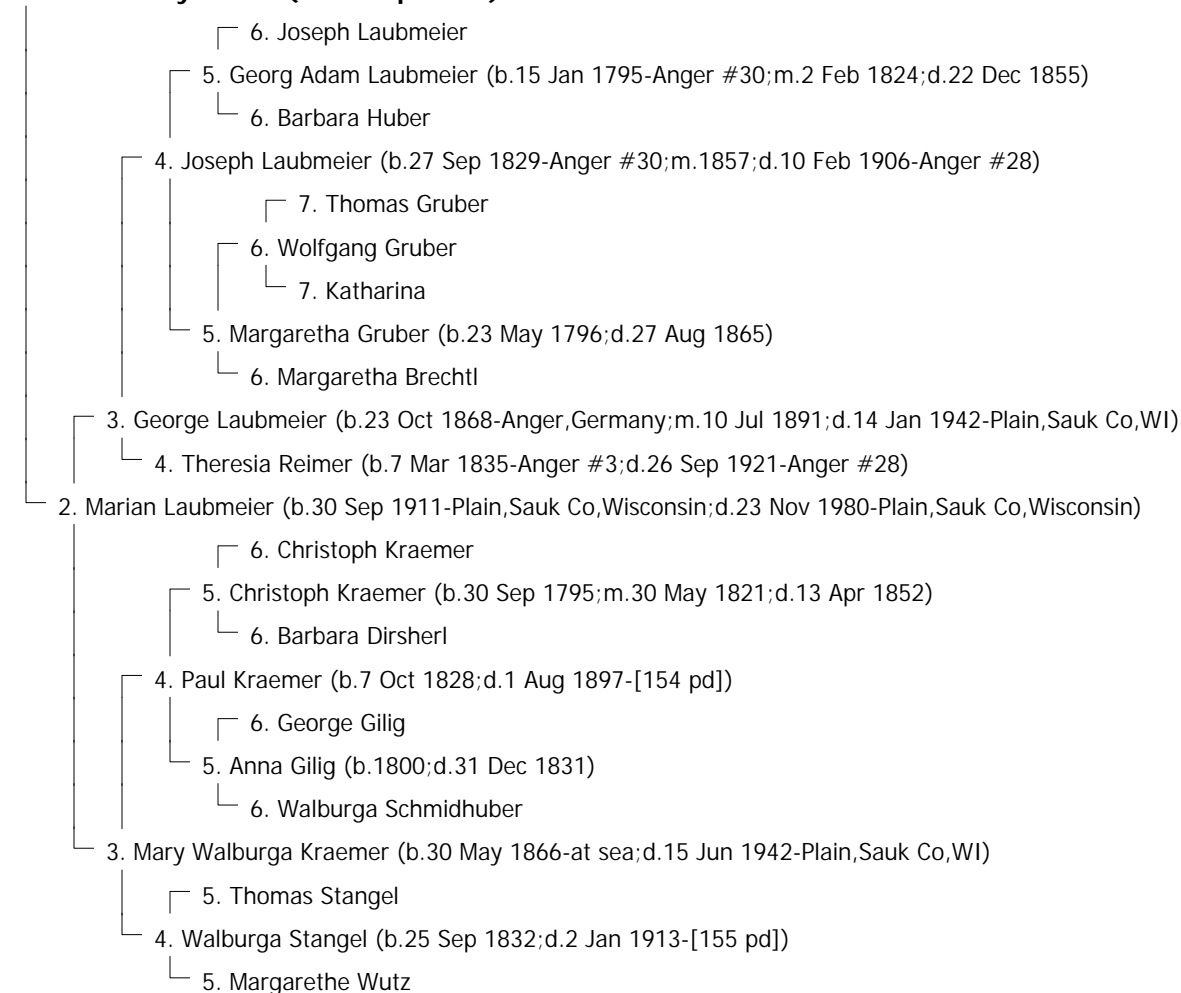 6. Joseph Laubmeier
5. Georg Adam Laubmeier (b.15 Jan 1795-Anger #30;m.2 Feb 1824;d.22 Dec 1855)
6. Barbara Huber
4. Joseph Laubmeier (b.27 Sep 1829-Anger #30;m.1857;d.10 Feb 1906-Anger #28)
7. Thomas Gruber
6. Wolfgang Gruber
7. Katharina
5. Margaretha Gruber (b.23 May 1796;d.27 Aug 1865)
6. Margaretha Brechtl
3. George Laubmeier (b.23 Oct 1868-Anger,Germany;m.10 Jul 1891;d.14 Jan 1942-Plain,Sauk Co,WI)
4. Theresia Reimer (b.7 Mar 1835-Anger #3;d.26 Sep 1921-Anger #28)
2. Marian Laubmeier (b.30 Sep 1911-Plain,Sauk Co,Wisconsin;d.23 Nov 1980-Plain,Sauk Co,Wisconsin)
6. Christoph Kraemer
5. Christoph Kraemer (b.30 Sep 1795;m.30 May 1821;d.13 Apr 1852)
6. Barbara Dirsherl
4. Paul Kraemer (b.7 Oct 1828;d.1 Aug 1897-[154 pd])
6. George Gilig
5. Anna Gilig (b.1800;d.31 Dec 1831)
6. Walburga Schmidhuber
3. Mary Walburga Kraemer (b.30 May 1866-at sea;d.15 Jun 1942-Plain,Sauk Co,WI)
5. Thomas Stangel
4. Walburga Stangel (b.25 Sep 1832;d.2 Jan 1913-[155 pd])
5. Margarethe Wutz